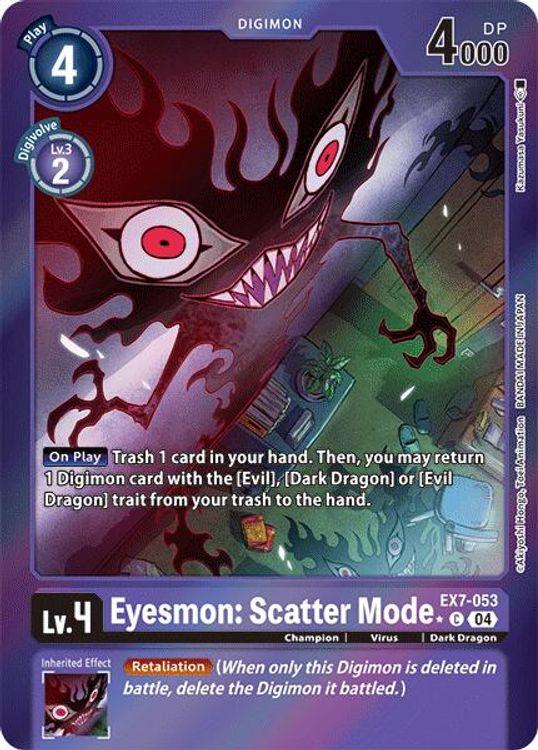 DIGIMON
Play
4
DP
4000
Digivolve
Lv.3
2
Kazumasa Yasukuni
On Play Trash 1 card in your hand. Then, you may return
1 Digimon card with the [Evil], [Dark Dragon] or [Evil
Dragon] trait from your trash to the hand.
©Akiyoshi Hongo, Toei Animation BANDAI MADE IN JAPAN
Lv.4
Eyesmon: Scatter Mode
EX7-053
C 04
Champion | Virus | Dark Dragon
Inherited Effect
Retaliation (When only this Digimon is deleted in
battle, delete the Digimon it battled.)